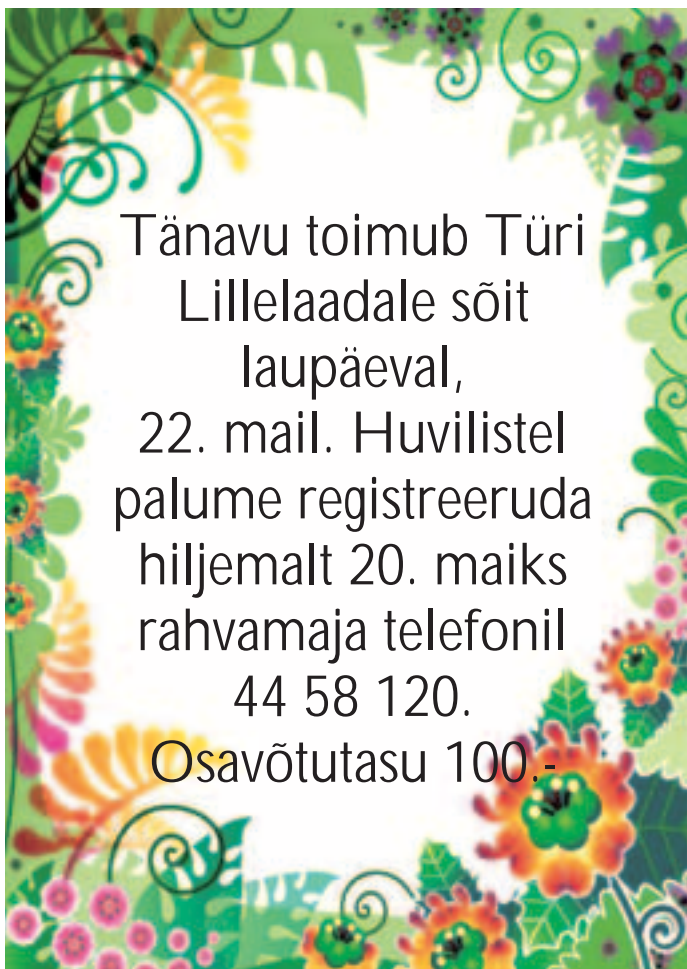 Tänavu toimub Türi
Lillelaadale sõit
laupäeval,
22. mail. Huvilistel
palume registreeruda
hiljemalt 20. maiks
rahvamaja telefonil
44 58 120.
Osavõtutasu 100.-